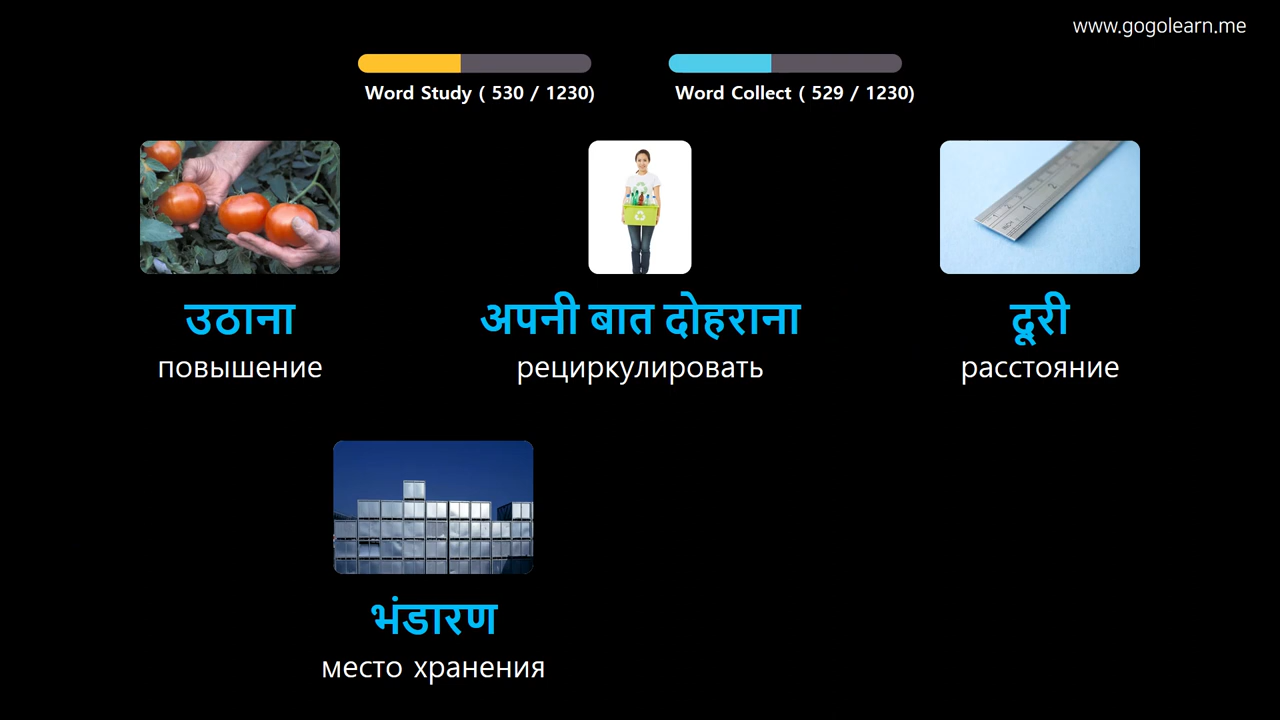 www.gogolearn.me
Word Study ( 530 / 1230)
Word Collect ( 529 / 1230)
उठाना
повышение
अपनी बात दोहराना
рециркулировать
दूरी
расстояние
भंडारण
место хранения